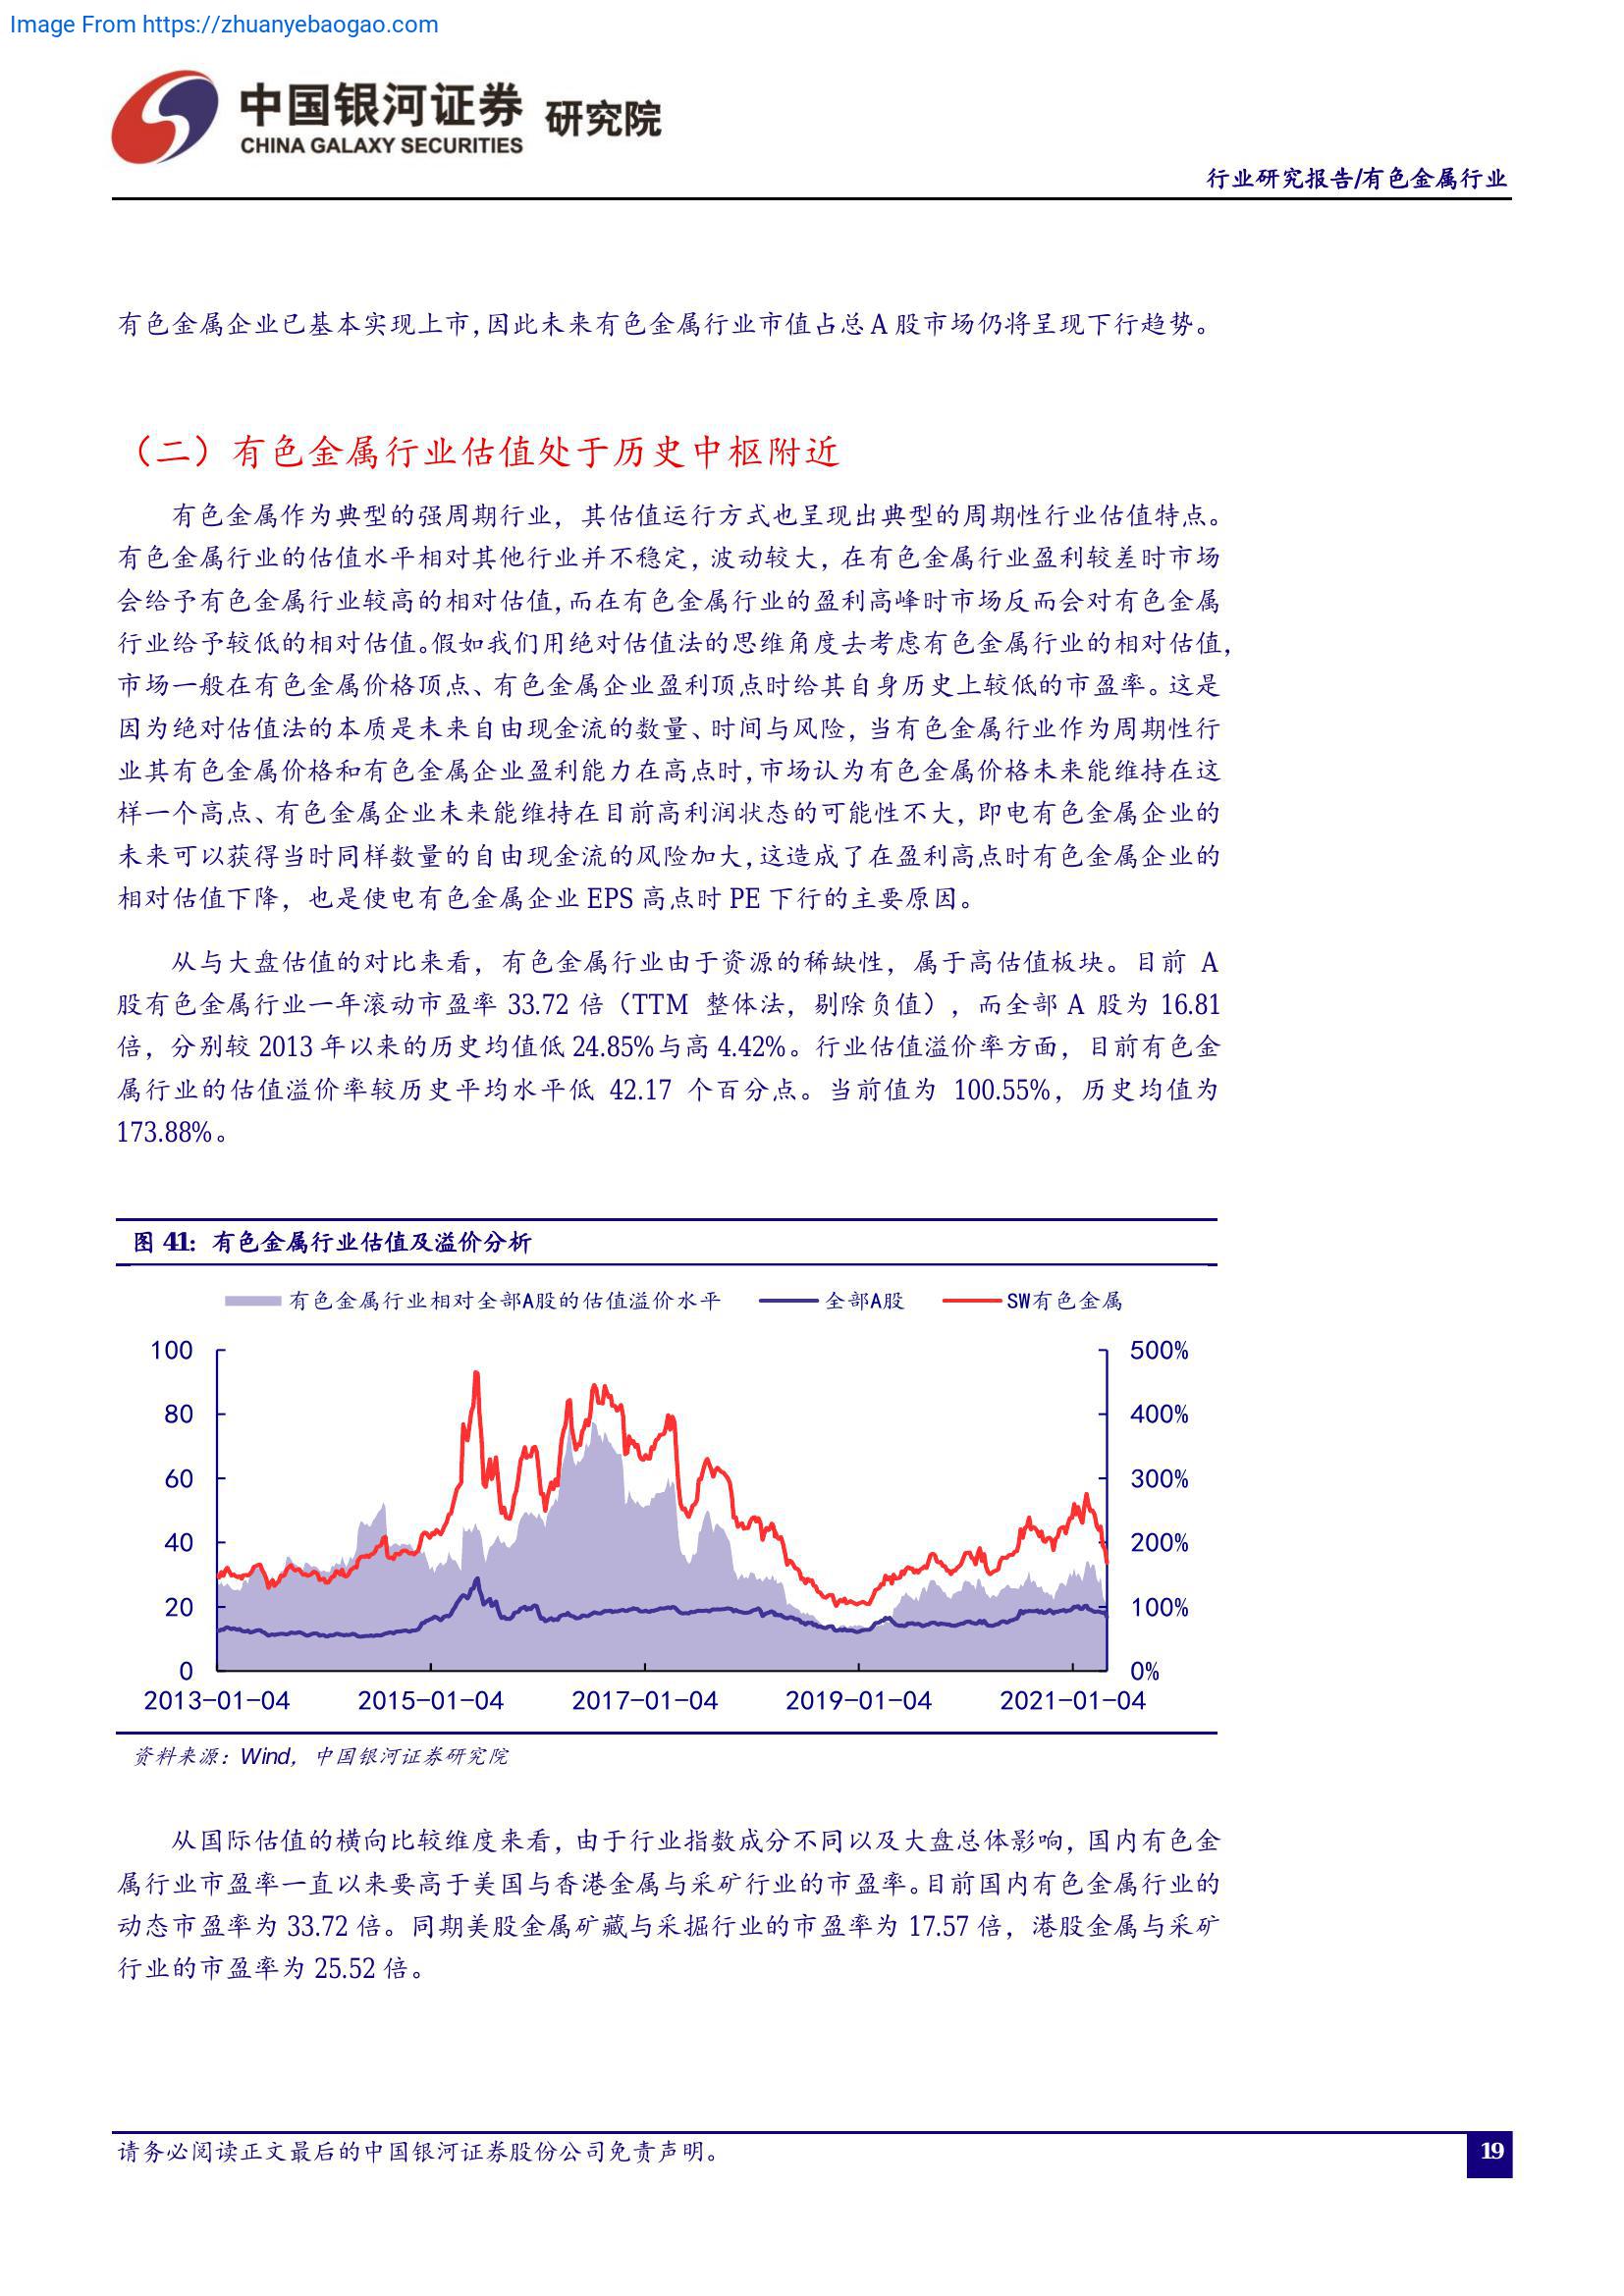 Image From https://zhuanyebaogao.com
中国银河证券 研究院
CHINA GALAXY SECURITIES
行业研究报告/有色金属行业
有色金属企业已基本实现上市,因此未来有色金属行业市值占总 A 股市场仍将呈现下行趋势。
（二）有色金属行业估值处于历史中枢附近
有色金属作为典型的强周期行业，其估值运行方式也呈现出典型的周期性行业估值特点。
有色金属行业的估值水平相对其他行业并不稳定，波动较大，在有色金属行业盈利较差时市场
会给予有色金属行业较高的相对估值，而在有色金属行业的盈利高峰时市场反而会对有色金属
行业给予较低的相对估值。假如我们用绝对估值法的思维角度去考虑有色金属行业的相对估值，
市场一般在有色金属价格顶点、有色金属企业盈利顶点时给其自身历史上较低的市盈率。这是
因为绝对估值法的本质是未来自由现金流的数量、时间与风险，当有色金属行业作为周期性行
业其有色金属价格和有色金属企业盈利能力在高点时，市场认为有色金属价格未来能维持在这
样一个高点、有色金属企业未来能维持在目前高利润状态的可能性不大，即电有色金属企业的
未来可以获得当时同样数量的自由现金流的风险加大，这造成了在盈利高点时有色金属企业的
相对估值下降，也是使电有色金属企业 EPS 高点时 PE 下行的主要原因。
从与大盘估值的对比来看，有色金属行业由于资源的稀缺性，属于高估值板块。目前 A
股有色金属行业一年滚动市盈率 33.72 倍（TTM 整体法，剔除负值），而全部 A 股为 16.81
倍，分别较 2013 年以来的历史均值低 24.85%与高 4.42%。行业估值溢价率方面，目前有色金
属行业的估值溢价率较历史平均水平低 42.17 个百分点。当前值为 100.55%，历史均值为
173.88%。
图 41: 有色金属行业估值及溢价分析
有色金属行业相对全部A股的估值溢价水平 全部A股 SW有色金属
100 500%
80 400%
60 300%
40 200%
20 100%
0 0%
2013-01-04 2015-01-04 2017-01-04 2019-01-04 2021-01-04
资料来源：Wind，中国银河证券研究院
从国际估值的横向比较维度来看，由于行业指数成分不同以及大盘总体影响，国内有色金
属行业市盈率一直以来要高于美国与香港金属与采矿行业的市盈率。目前国内有色金属行业的
动态市盈率为 33.72 倍。同期美股金属矿藏与采掘行业的市盈率为 17.57 倍，港股金属与采矿
行业的市盈率为 25.52 倍。
请务必阅读正文最后的中国银河证券股份公司免责声明。
19